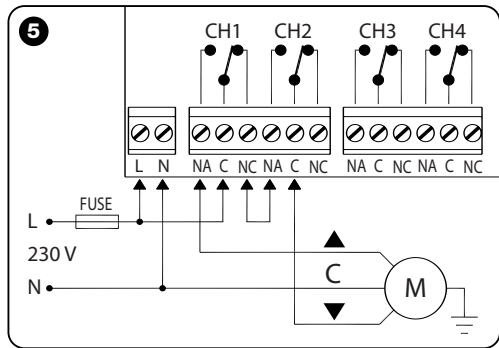 5
CH1 CH2 CH3 CH4
L N NA C NC NA C NC NA C NC NA C NC
FUSE
L
230 V
N
C
M